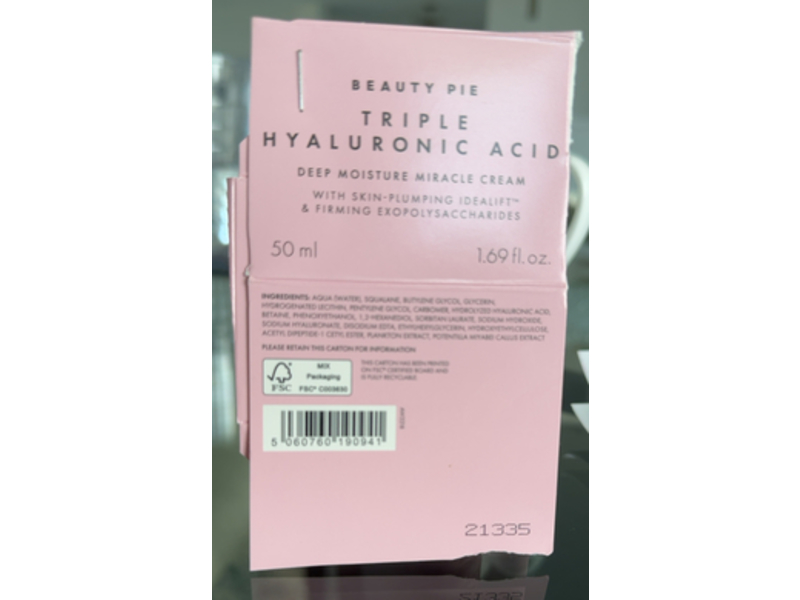 BEAUTY PIE
TRIPLE
HYALURONIC ACID
DEEP MOISTURE MIRACLE CREAM
WITH SKIN-PLUMPING IDEALIFT™
& FIRMING EXOPOLYSACCHARIDES
50 ml 1.69 fl. oz.
INGREDIENTS: AQUA (WATER), SQUALANE, BUTYLENE GLYCOL, GLYCERIN,
HYDROGENATED LECITHIN, PENTYLENE GLYCOL, CARBOMER, HYDROLYZED HYALURONIC ACID,
BETAINE, PHENOXYETHANOL, 1,2-HEXANEDIOL, SORBITAN LAURATE, SODIUM HYDROXIDE,
SODIUM HYALURONATE, DISODIUM EDTA, ETHYLHEXYLGLYCERIN, HYDROXYETHYLCELLULOSE,
ACETYL DIPEPTIDE-1 CETYL ESTER, PLANKTON EXTRACT, POTENTILLA MIYABEI CALLUS EXTRACT
PLEASE RETAIN THIS CARTON FOR INFORMATION
FSC
MIX
Packaging
FSC® C003630
THIS CARTON HAS BEEN PRINTED
ON FSC™ CERTIFIED BOARD AND
IS FULLY RECYCLABLE
5 060760 190941
21335